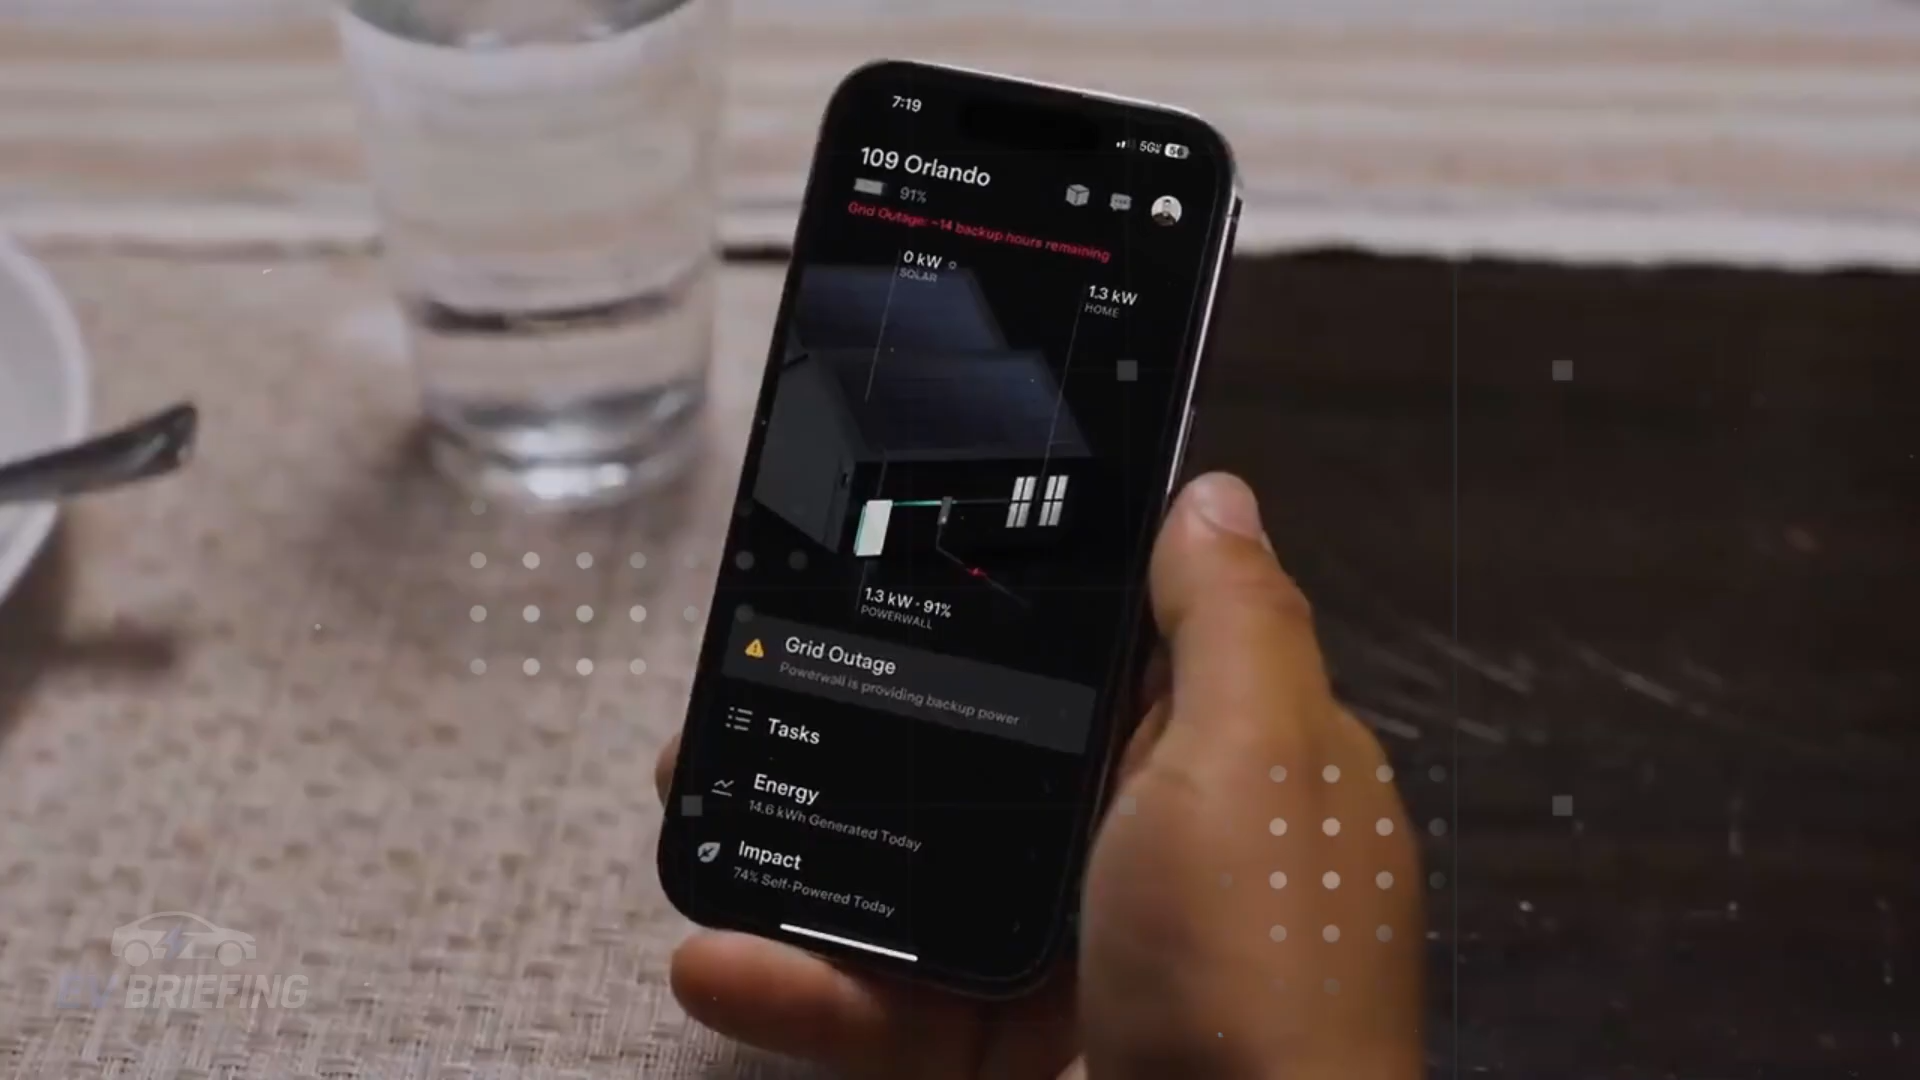 7:19
5G
109 Orlando
91%
Grid Outage: ~14 backup hours remaining
0 kW
SOLAR
1.3 kW
HOME
1.3 kW · 91%
POWERWALL
Grid Outage
Powerwall is providing backup power
Tasks
Energy
14.6 kWh Generated Today
Impact
74% Self-Powered Today
EV BRIEFING